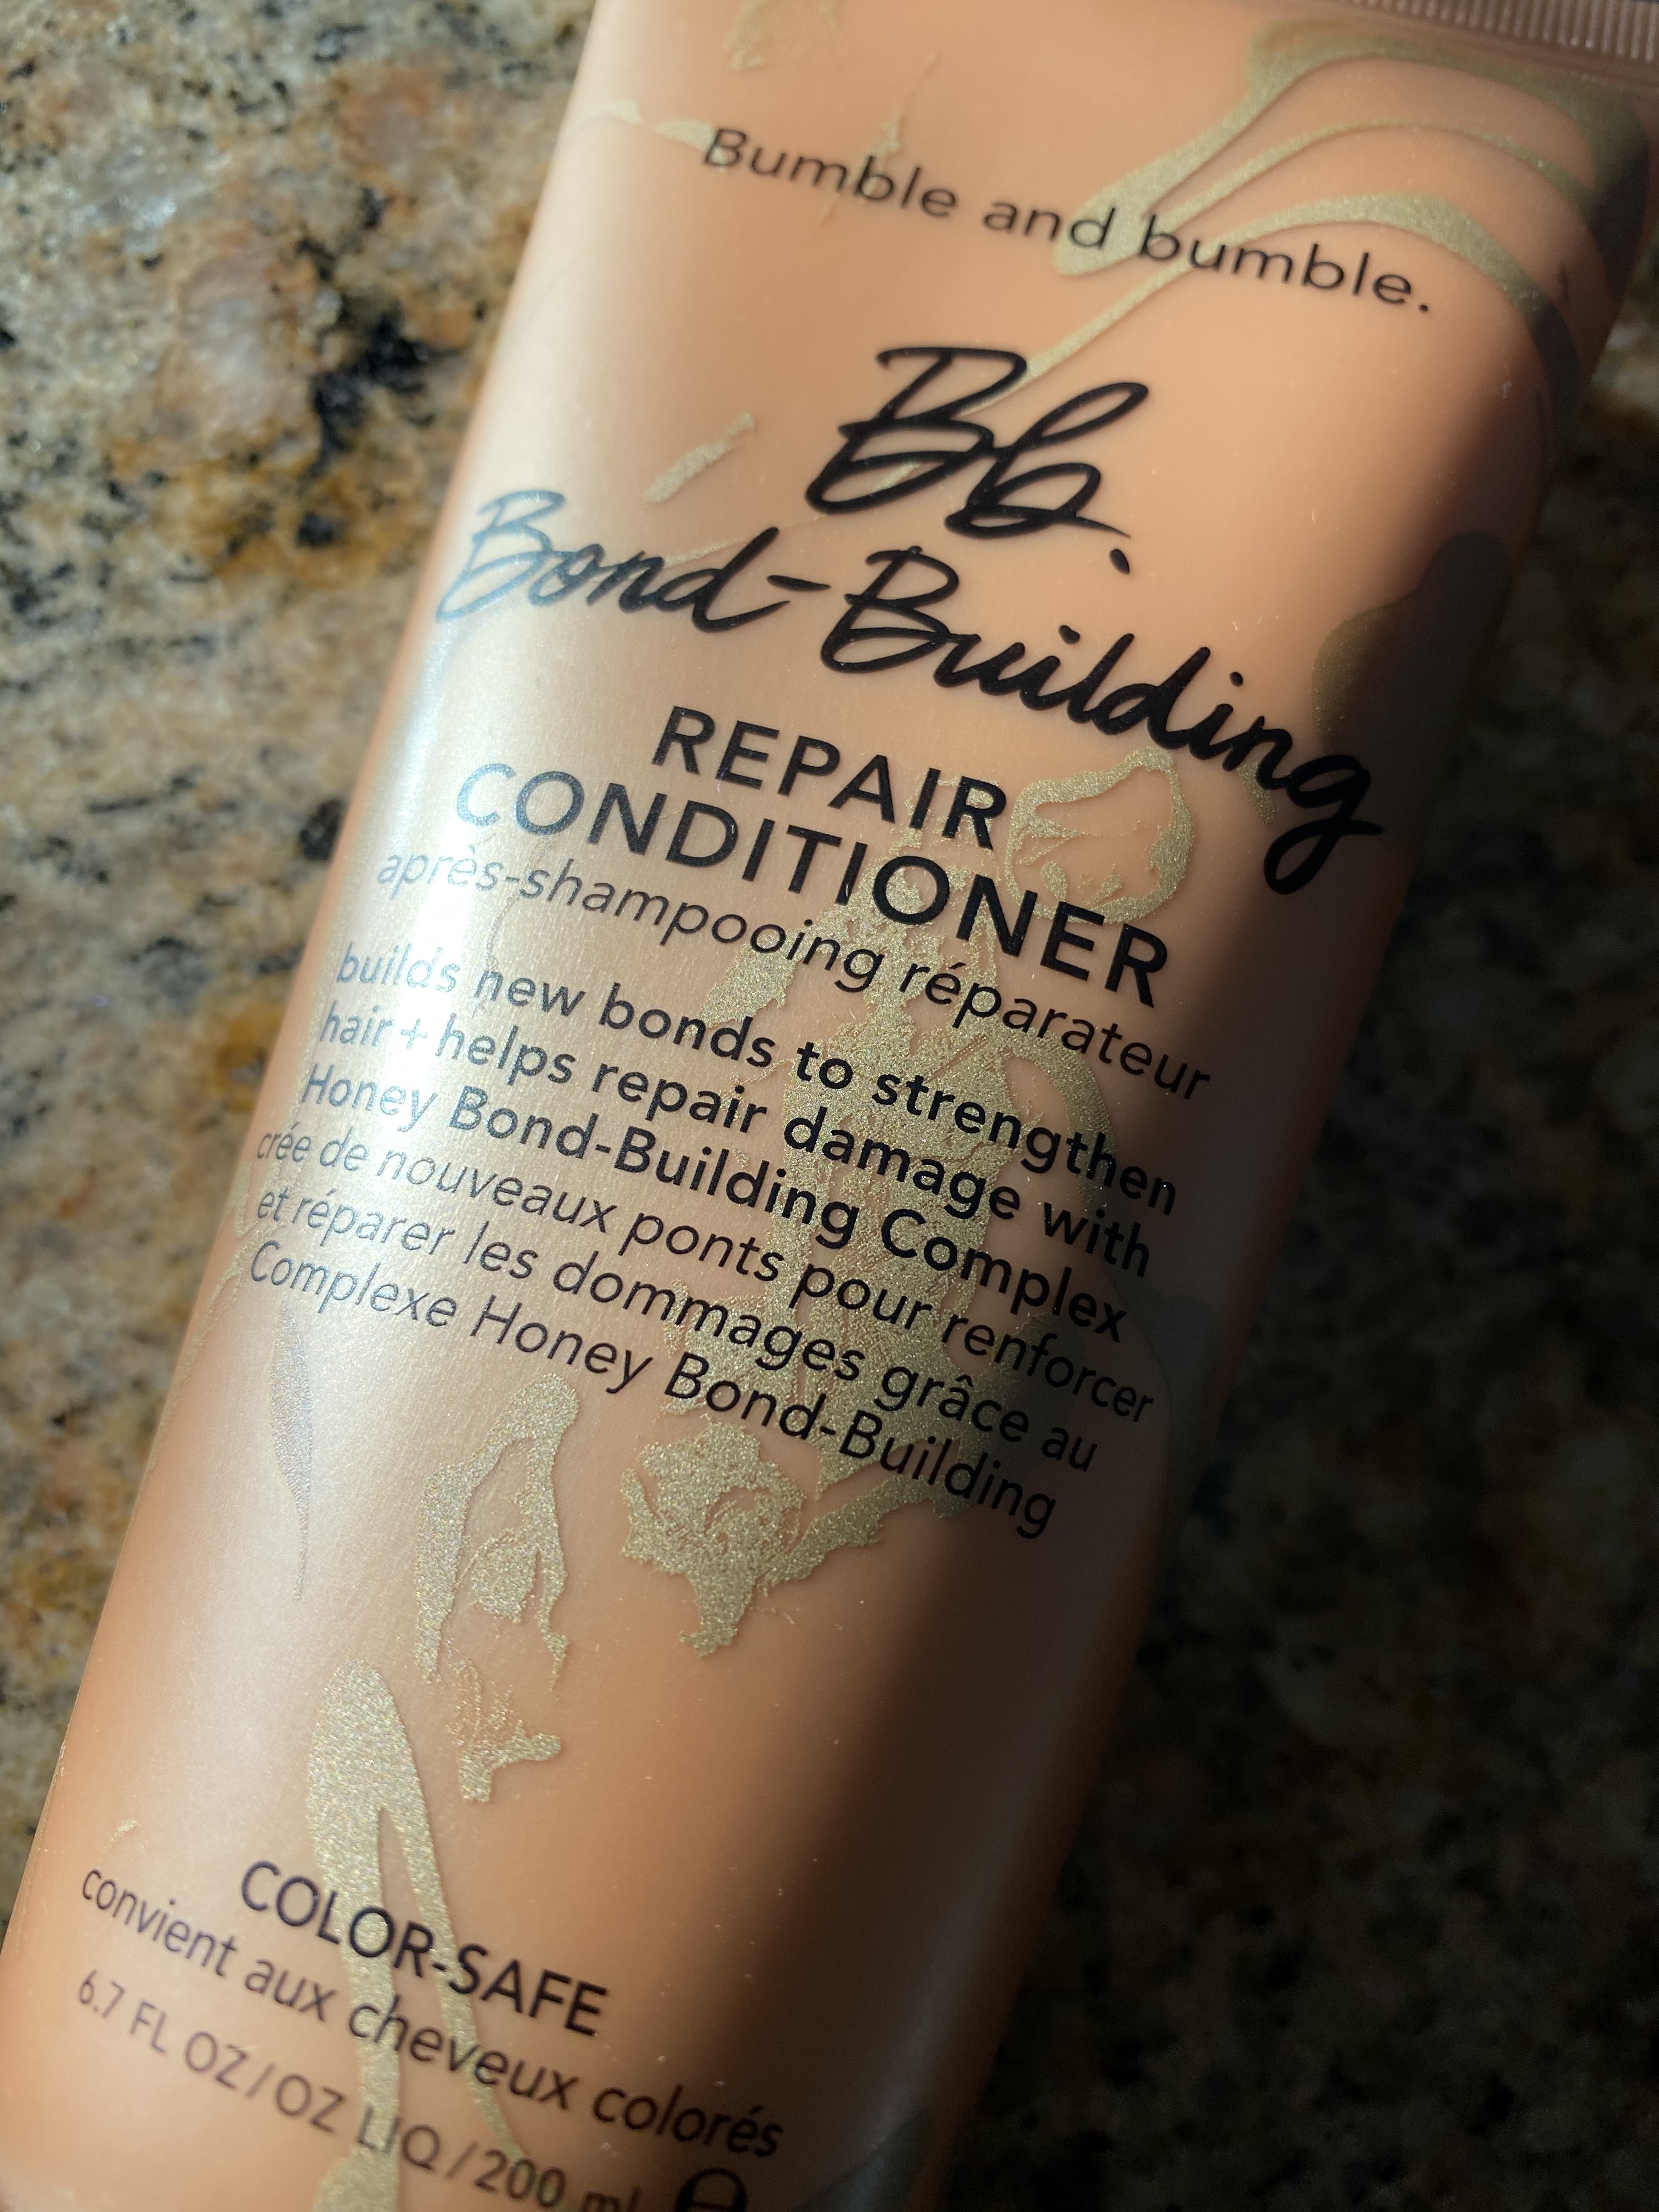 Bumble and bumble.
Bb.
Bond-Building
REPAIR
CONDITIONER
après-shampooing réparateur
builds new bonds to strengthen
hair + helps repair damage with
Honey Bond-Building Complex
crée de nouveaux ponts pour renforcer
et réparer les dommages grâce au
Complexe Honey Bond-Building
COLOR-SAFE
convient aux cheveux colorés
6.7 FL OZ/OZ LIQ/200 ml e